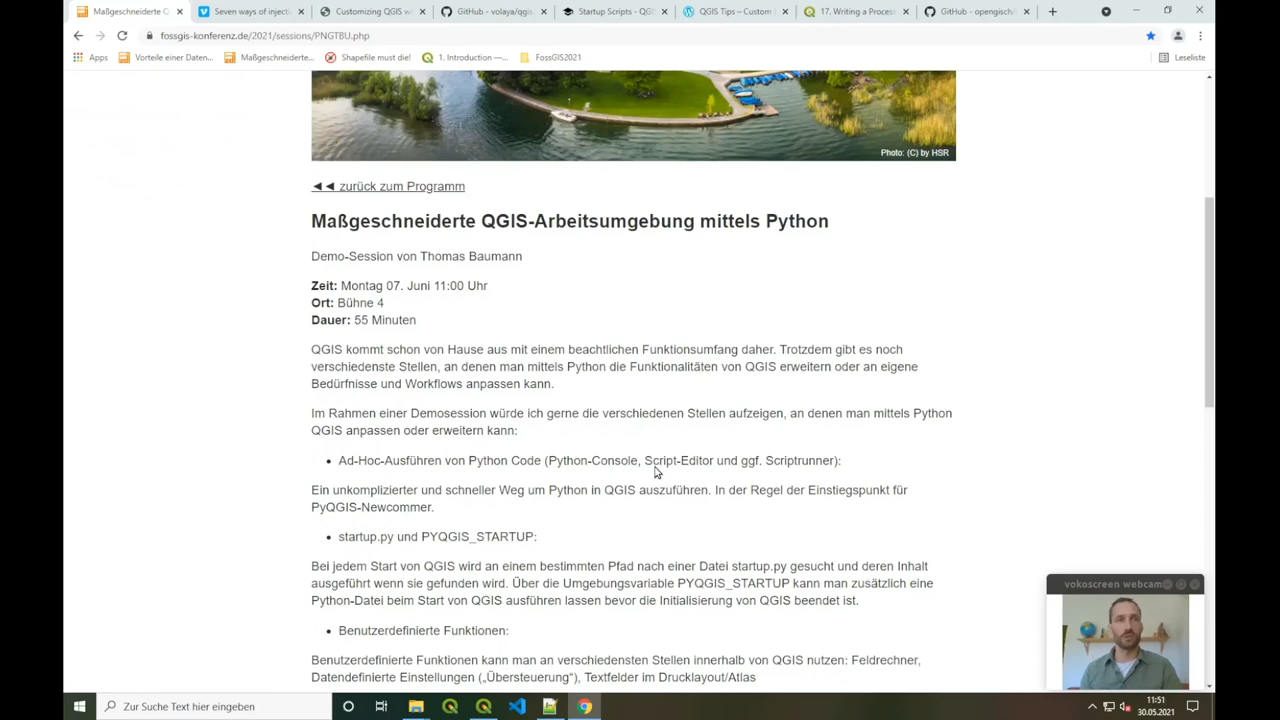 Maßgeschneiderte Q
Seven ways of injecti
Customizing QGIS w
GitHub - volaya/qgis
Startup Scripts - QG
QGIS Tips – Custom
17. Writing a Process
GitHub - opengisch/
fossgis-konferenz.de/2021/sessions/PNGTBU.php
Apps
Vorteile einer Daten...
Maßgeschneiderte...
Shapefile must die!
1. Introduction —...
FossGIS2021
Leseliste
Photo: (C) by HSR
◄◄ zurück zum Programm
Maßgeschneiderte QGIS-Arbeitsumgebung mittels Python
Demo-Session von Thomas Baumann
Zeit: Montag 07. Juni 11:00 Uhr
Ort: Bühne 4
Dauer: 55 Minuten
QGIS kommt schon von Hause aus mit einem beachtlichen Funktionsumfang daher. Trotzdem gibt es noch
verschiedenste Stellen, an denen man mittels Python die Funktionalitäten von QGIS erweitern oder an eigene
Bedürfnisse und Workflows anpassen kann.
Im Rahmen einer Demosession würde ich gerne die verschiedenen Stellen aufzeigen, an denen man mittels Python
QGIS anpassen oder erweitern kann:
• Ad-Hoc-Ausführen von Python Code (Python-Console, Script-Editor und ggf. Scriptrunner):
Ein unkomplizierter und schneller Weg um Python in QGIS auszuführen. In der Regel der Einstiegspunkt für
PyQGIS-Newcommer.
• startup.py und PYQGIS_STARTUP:
Bei jedem Start von QGIS wird an einem bestimmten Pfad nach einer Datei startup.py gesucht und deren Inhalt
ausgeführt wenn sie gefunden wird. Über die Umgebungsvariable PYQGIS_STARTUP kann man zusätzlich eine
Python-Datei beim Start von QGIS ausführen lassen bevor die Initialisierung von QGIS beendet ist.
• Benutzerdefinierte Funktionen:
Benutzerdefinierte Funktionen kann man an verschiedensten Stellen innerhalb von QGIS nutzen: Feldrechner,
Datendefinierte Einstellungen („Übersteuerung“), Textfelder im Drucklayout/Atlas
vokoscreen webcam
Zur Suche Text hier eingeben
11:51
30.05.2021